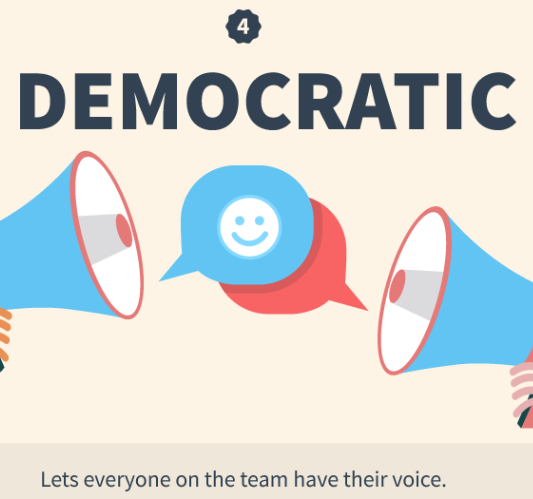 4
DEMOCRATIC
Lets everyone on the team have their voice.